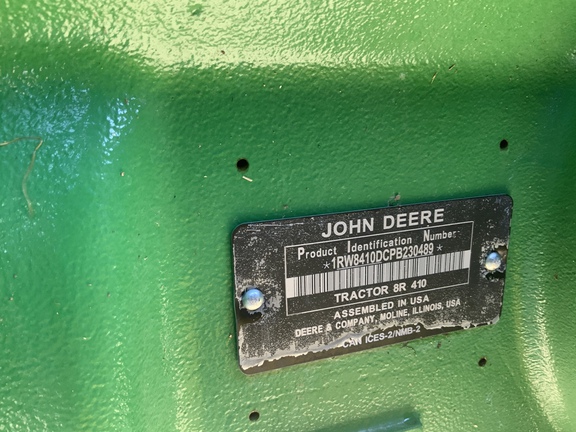 JOHN DEERE
Product Identification Number
*1RW8410DCPB230489*
TRACTOR 8R 410
ASSEMBLED IN USA
DEERE & COMPANY, MOLINE, ILLINOIS, USA
CAN ICES-2/NMB-2